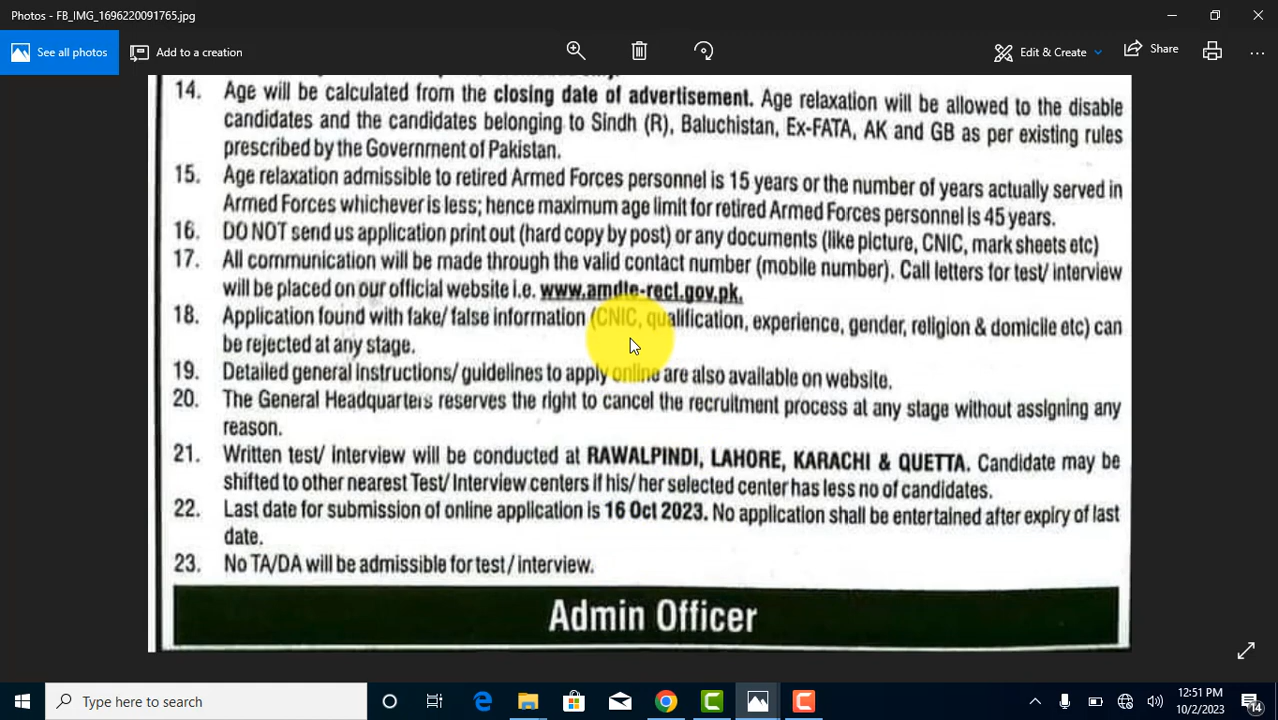 Photos - FB_IMG_1696220091765.jpg
See all photos
Add to a creation
Edit & Create
Share
14. Age will be calculated from the closing date of advertisement. Age relaxation will be allowed to the disable
candidates and the candidates belonging to Sindh (R), Baluchistan, Ex-FATA, AK and GB as per existing rules
prescribed by the Government of Pakistan.
15. Age relaxation admissible to retired Armed Forces personnel is 15 years or the number of years actually served in
Armed Forces whichever is less; hence maximum age limit for retired Armed Forces personnel is 45 years.
16. DO NOT send us application print out (hard copy by post) or any documents (like picture, CNIC, mark sheets etc)
17. All communication will be made through the valid contact number (mobile number). Call letters for test/ interview
will be placed on our official website i.e. www.amdte-rect.gov.pk.
18. Application found with fake/ false information (CNIC, qualification, experience, gender, religion & domicile etc) can
be rejected at any stage.
19. Detailed general instructions/ guidelines to apply online are also available on website.
20. The General Headquarters reserves the right to cancel the recruitment process at any stage without assigning any
reason.
21. Written test/ interview will be conducted at RAWALPINDI, LAHORE, KARACHI & QUETTA. Candidate may be
shifted to other nearest Test/ Interview centers if his/ her selected center has less no of candidates.
22. Last date for submission of online application is 16 Oct 2023. No application shall be entertained after expiry of last
date.
23. No TA/DA will be admissible for test / interview.
Admin Officer
Type here to search
12:51 PM
10/2/2023
14